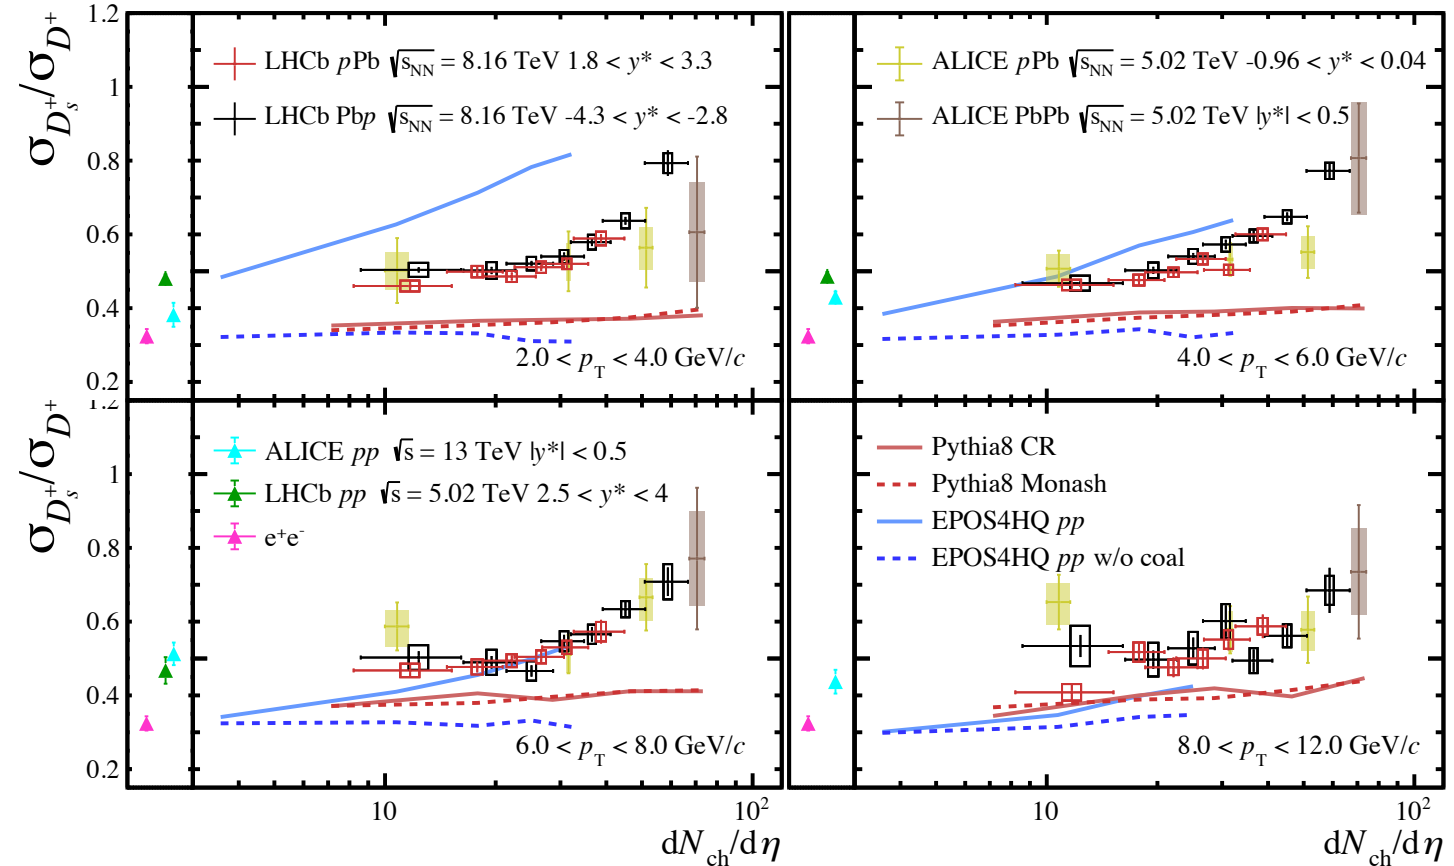 σ_{D_s^+}/σ_{D^+}
1.2
1
0.8
0.6
0.4
0.2
LHCb pPb √s_NN = 8.16 TeV 1.8 < y* < 3.3
LHCb Pbp √s_NN = 8.16 TeV -4.3 < y* < -2.8
2.0 < p_T < 4.0 GeV/c
ALICE pPb √s_NN = 5.02 TeV -0.96 < y* < 0.04
ALICE PbPb √s_NN = 5.02 TeV |y*| < 0.5
4.0 < p_T < 6.0 GeV/c
σ_{D_s^+}/σ_{D^+}
1.2
1
0.8
0.6
0.4
0.2
ALICE pp √s = 13 TeV |y*| < 0.5
LHCb pp √s = 5.02 TeV 2.5 < y* < 4
e⁺e⁻
6.0 < p_T < 8.0 GeV/c
Pythia8 CR
Pythia8 Monash
EPOS4HQ pp
EPOS4HQ pp w/o coal
8.0 < p_T < 12.0 GeV/c
10 10²
10 10²
dN_ch/dη
dN_ch/dη